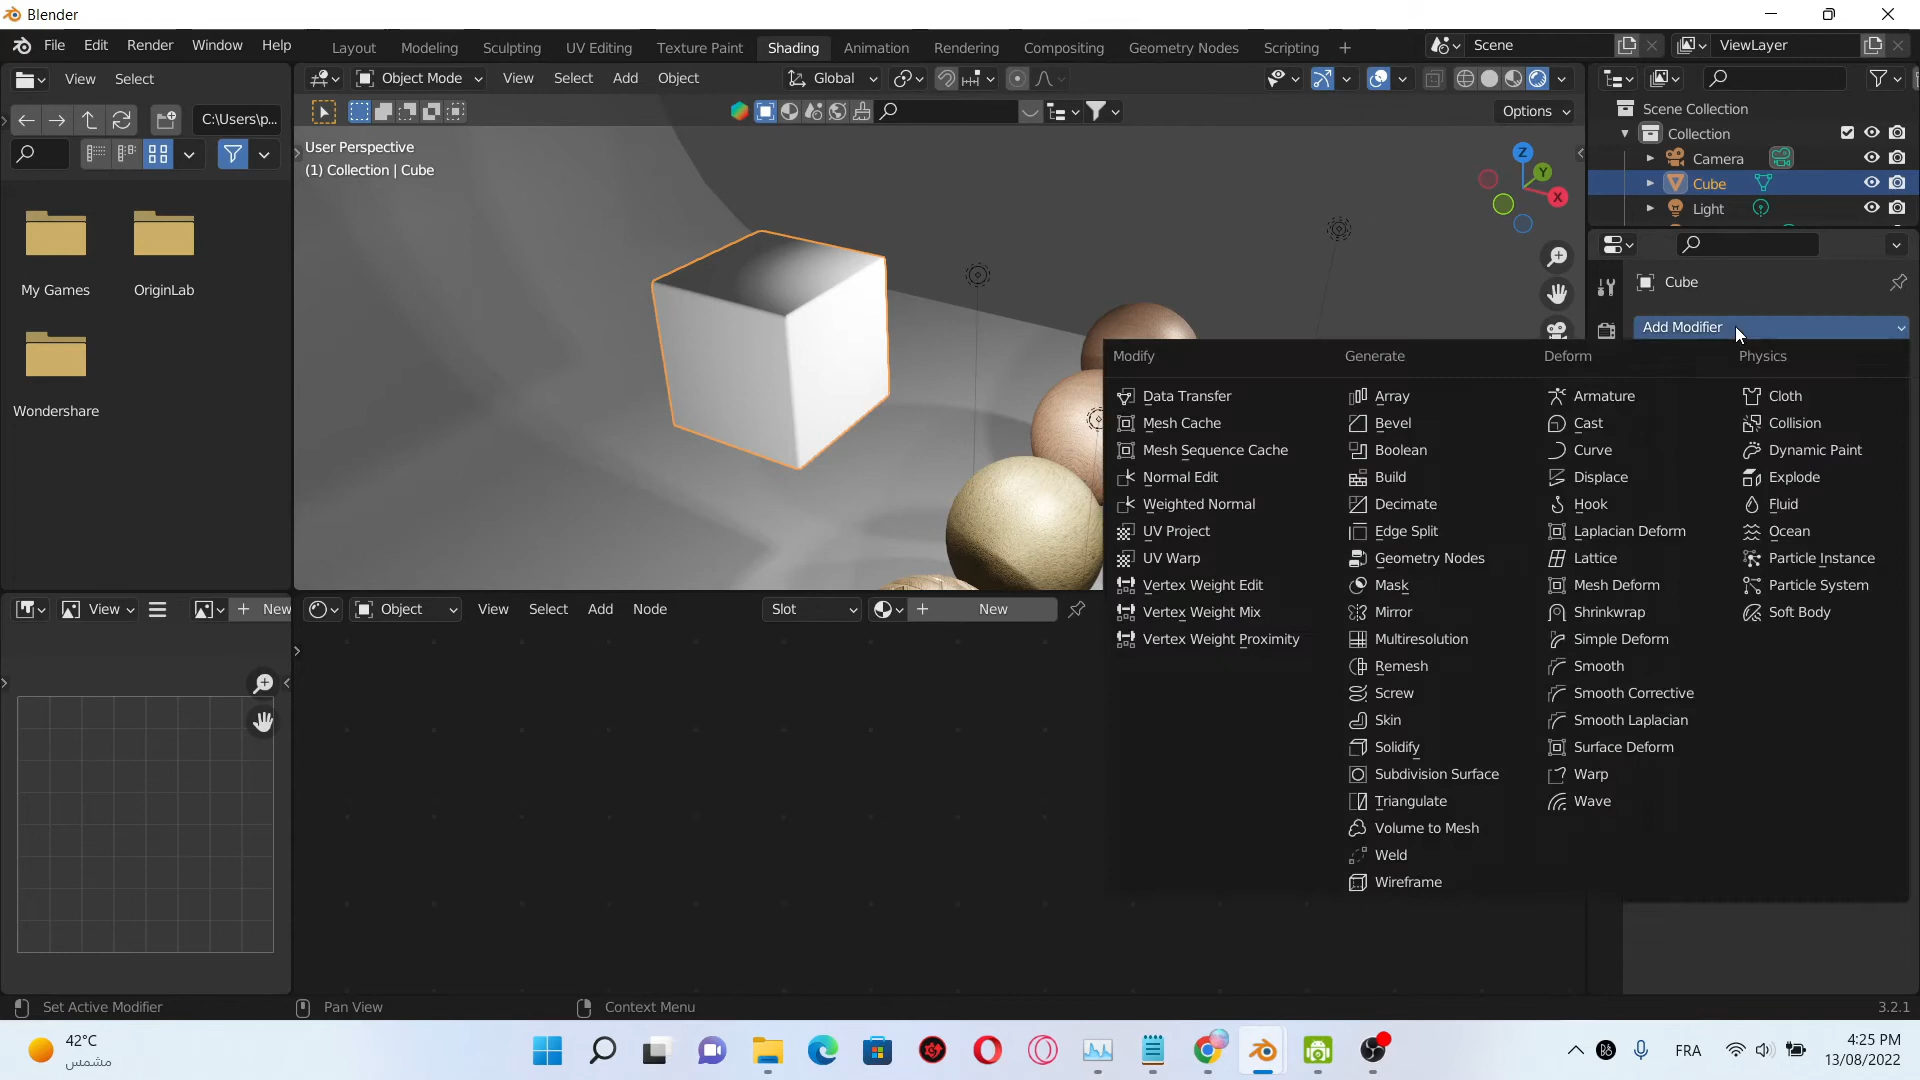 Blender
File Edit Render Window Help Layout Modeling Sculpting UV Editing Texture Paint Shading Animation Rendering Compositing Geometry Nodes Scripting + Scene ViewLayer
View Select
Object Mode View Select Add Object Global
C:\Users\p...
Options
User Perspective
(1) Collection | Cube
Z
Y
X
Scene Collection
Collection
Camera
Cube
Light
My Games OriginLab
Wondershare
Cube
Add Modifier
Modify Generate Deform Physics
Data Transfer Array Armature Cloth
Mesh Cache Bevel Cast Collision
Mesh Sequence Cache Boolean Curve Dynamic Paint
Normal Edit Build Displace Explode
Weighted Normal Decimate Hook Fluid
UV Project Edge Split Laplacian Deform Ocean
UV Warp Geometry Nodes Lattice Particle Instance
Vertex Weight Edit Mask Mesh Deform Particle System
Vertex Weight Mix Mirror Shrinkwrap Soft Body
Vertex Weight Proximity Multiresolution Simple Deform
Remesh Smooth
Screw Smooth Corrective
Skin Smooth Laplacian
Solidify Surface Deform
Subdivision Surface Warp
Triangulate Wave
Volume to Mesh
Weld
Wireframe
View + New
Object View Select Add Node Slot + New
Set Active Modifier Pan View Context Menu 3.2.1
42°C
مشمس
FRA
4:25 PM
13/08/2022